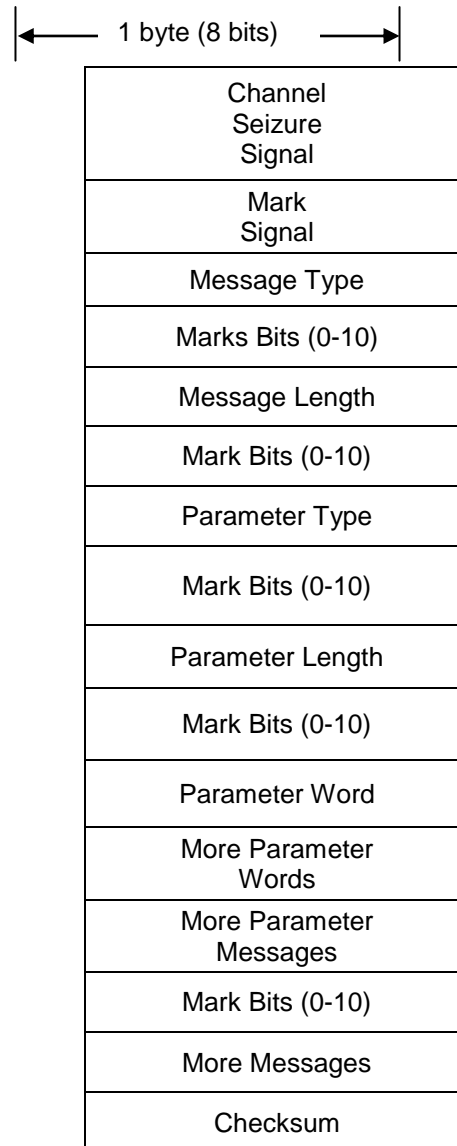 1 byte (8 bits)
Channel
Seizure
Signal
Mark
Signal
Message Type
Marks Bits (0-10)
Message Length
Mark Bits (0-10)
Parameter Type
Mark Bits (0-10)
Parameter Length
Mark Bits (0-10)
Parameter Word
More Parameter
Words
More Parameter
Messages
Mark Bits (0-10)
More Messages
Checksum